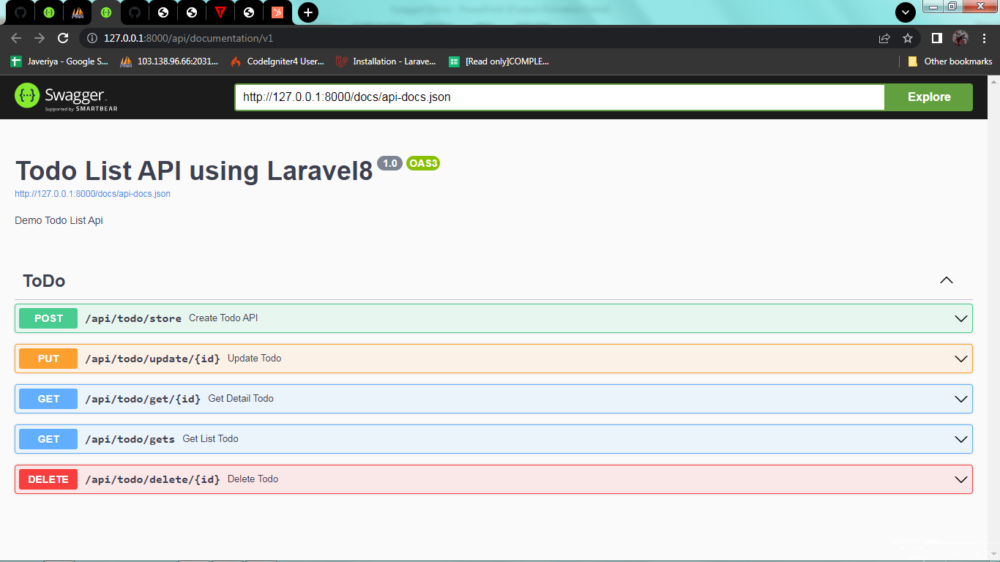 127.0.0.1:8000/api/documentation/v1
Javeriya - Google S... 103.138.96.66:2031... CodeIgniter4 User... Installation - Larave... [Read only]COMPLE... Other bookmarks
Swagger
Supported by SMARTBEAR
http://127.0.0.1:8000/docs/api-docs.json Explore
Todo List API using Laravel8 1.0 OAS3
http://127.0.0.1:8000/docs/api-docs.json
Demo Todo List Api
ToDo
POST /api/todo/store Create Todo API
PUT /api/todo/update/{id} Update Todo
GET /api/todo/get/{id} Get Detail Todo
GET /api/todo/gets Get List Todo
DELETE /api/todo/delete/{id} Delete Todo